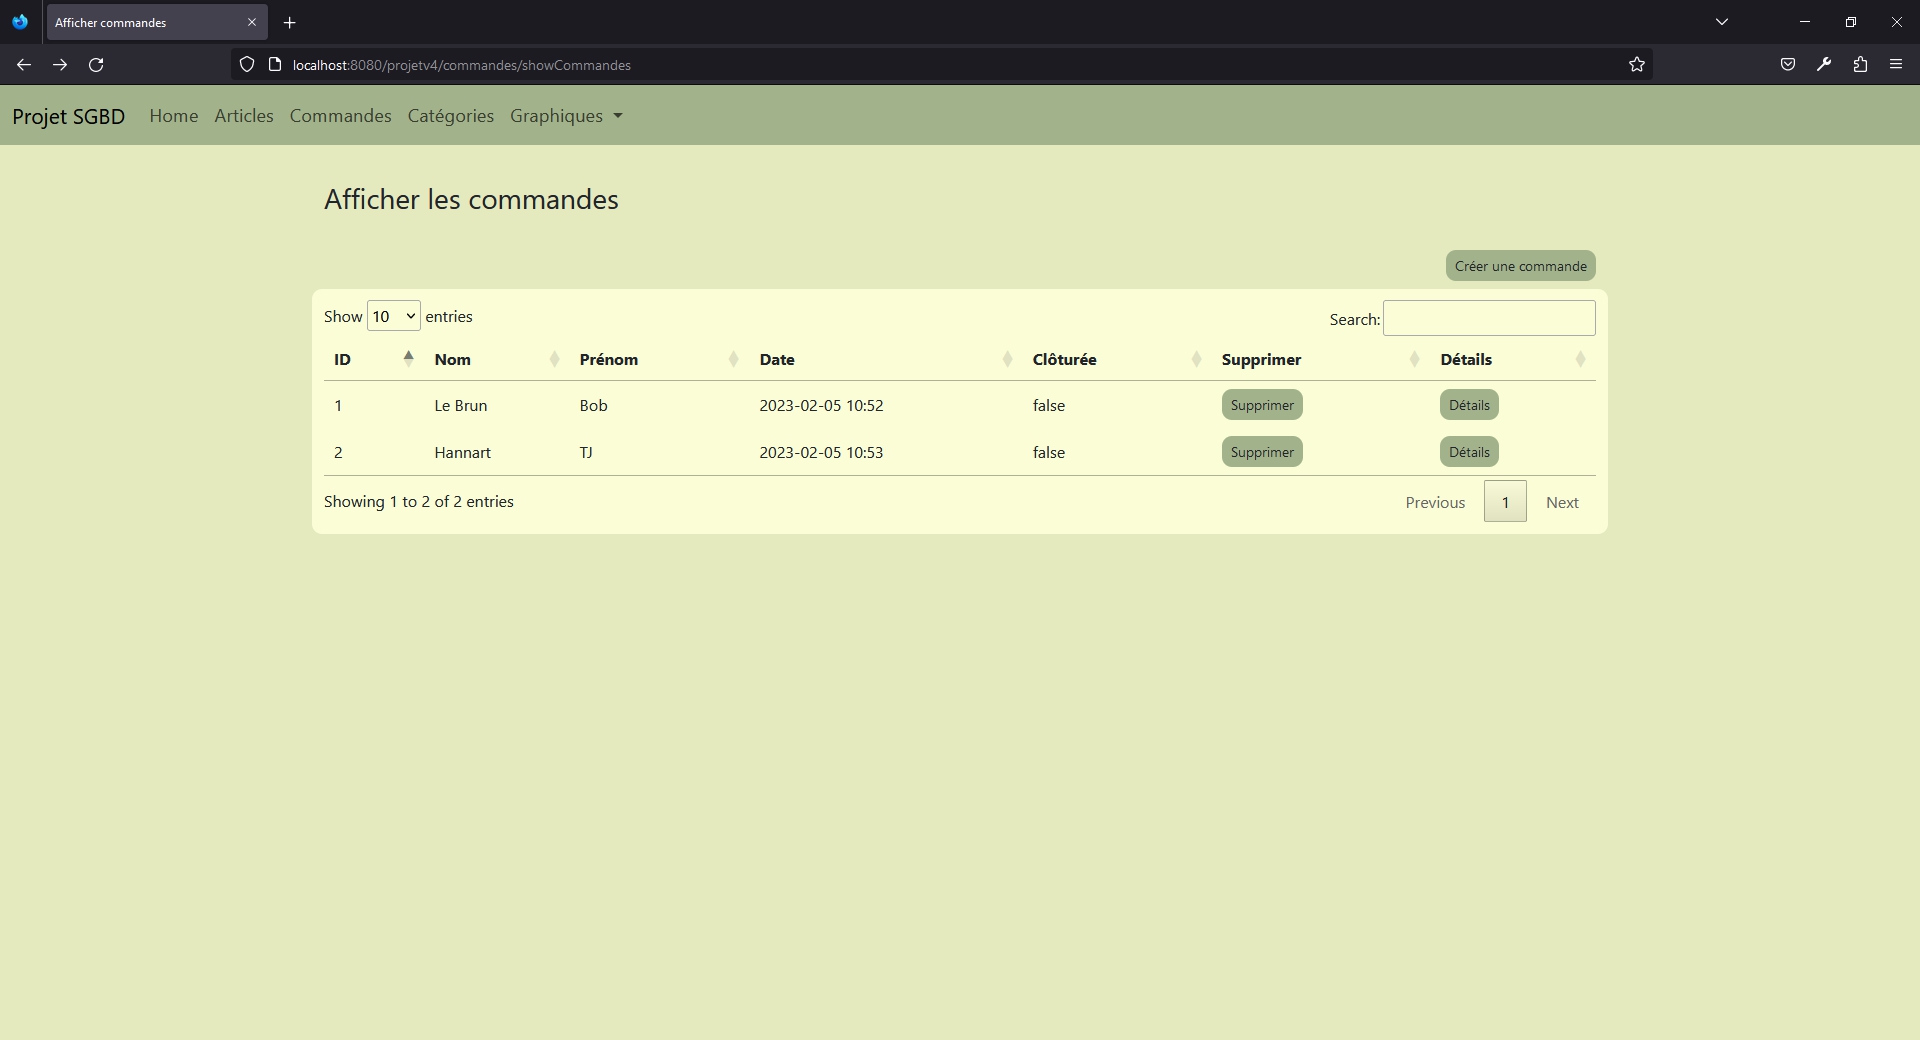 Afficher commandes
localhost:8080/projetv4/commandes/showCommandes
Projet SGBD Home Articles Commandes Catégories Graphiques
Afficher les commandes
Créer une commande
Show 10 entries Search:
ID Nom Prénom Date Clôturée Supprimer Détails
1 Le Brun Bob 2023-02-05 10:52 false Supprimer Détails
2 Hannart TJ 2023-02-05 10:53 false Supprimer Détails
Showing 1 to 2 of 2 entries Previous 1 Next